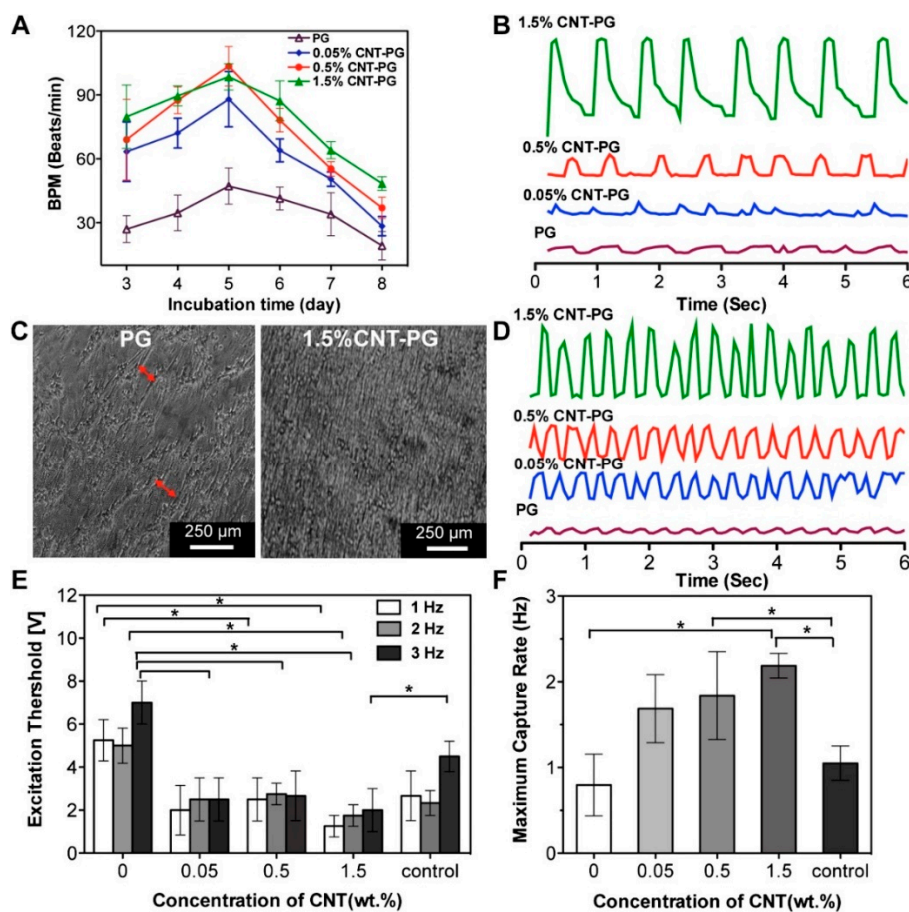 A
PG
0.05% CNT-PG
0.5% CNT-PG
1.5% CNT-PG
BPM (Beats/min)
120
90
60
30
3 4 5 6 7 8
Incubation time (day)
B
1.5% CNT-PG
0.5% CNT-PG
0.05% CNT-PG
PG
0 1 2 3 4 5 6
Time (Sec)
C
PG
250 µm
1.5%CNT-PG
250 µm
D
1.5% CNT-PG
0.5% CNT-PG
0.05% CNT-PG
PG
0 1 2 3 4 5 6
Time (Sec)
E
Excitation Thershold [V]
12
10
8
6
4
2
0
* * * * * *
1 Hz
2 Hz
3 Hz
0 0.05 0.5 1.5 control
Concentration of CNT(wt.%)
F
Maximum Capture Rate (Hz)
3
2
1
0
* * *
0 0.05 0.5 1.5 control
Concentration of CNT(wt.%)